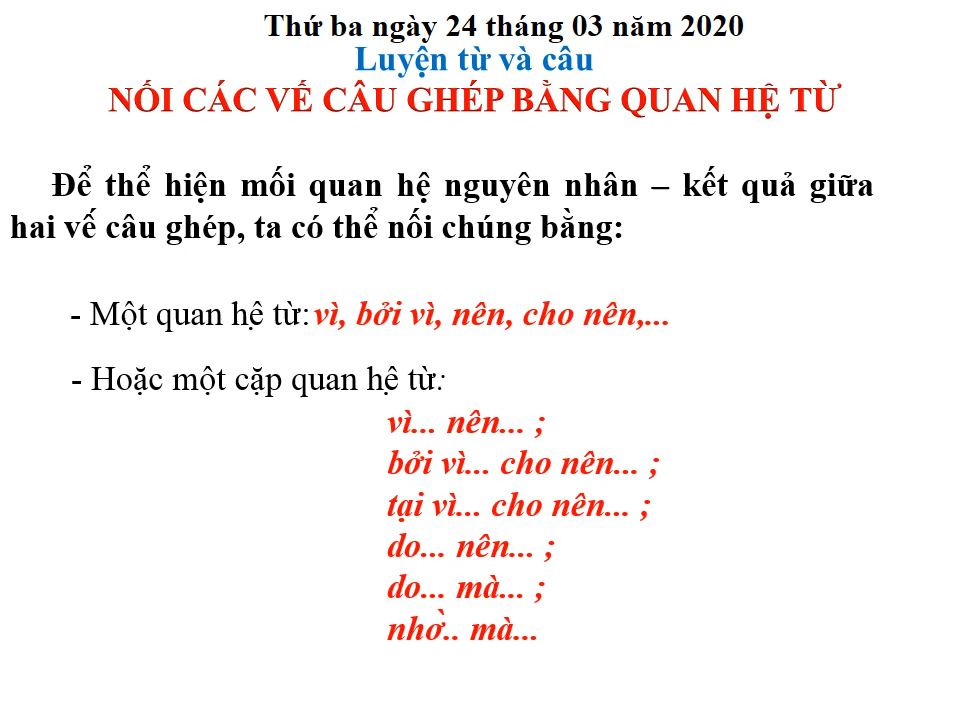 Thứ ba ngày 24 tháng 03 năm 2020
Luyện từ và câu
NỐI CÁC VẾ CÂU GHÉP BẰNG QUAN HỆ TỪ
Để thể hiện mối quan hệ nguyên nhân – kết quả giữa
hai vế câu ghép, ta có thể nối chúng bằng:
- Một quan hệ từ: vì, bởi vì, nên, cho nên,...
- Hoặc một cặp quan hệ từ:
vì... nên... ;
bởi vì... cho nên... ;
tại vì... cho nên... ;
do... nên... ;
do... mà... ;
nhờ.. mà...